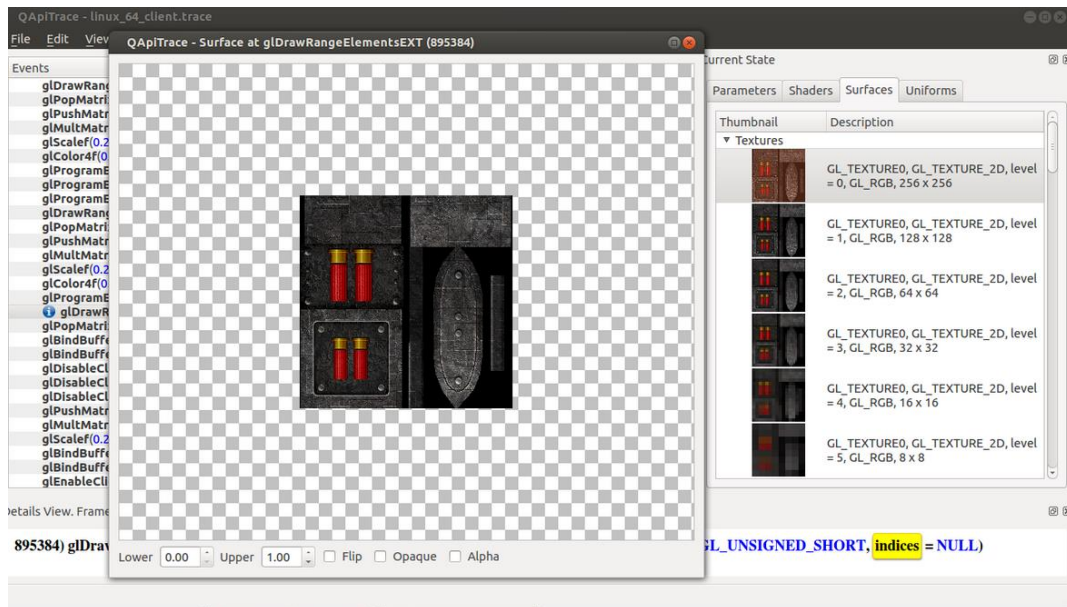 QApiTrace - linux_64_client.trace
File Edit View
QApiTrace - Surface at glDrawRangeElementsEXT (895384)
Current State
Events
Parameters Shaders Surfaces Uniforms
glDrawRang
glPopMatri
glPushMatr
glMultMatr
glScalef(0.2
glColor4f(0
glProgramE
glProgramE
glProgramE
glDrawRang
glPopMatri
glPushMatr
glMultMatr
glScalef(0.2
glColor4f(0
glProgramE
glDrawR
glPopMatri
glBindBuffe
glBindBuffe
glDisableCl
glDisableCl
glDisableCl
glPushMatr
glMultMatr
glScalef(0.2
glBindBuffe
glBindBuffe
glEnableCli
Thumbnail Description
Textures
GL_TEXTURE0, GL_TEXTURE_2D, level
= 0, GL_RGB, 256 x 256
GL_TEXTURE0, GL_TEXTURE_2D, level
= 1, GL_RGB, 128 x 128
GL_TEXTURE0, GL_TEXTURE_2D, level
= 2, GL_RGB, 64 x 64
GL_TEXTURE0, GL_TEXTURE_2D, level
= 3, GL_RGB, 32 x 32
GL_TEXTURE0, GL_TEXTURE_2D, level
= 4, GL_RGB, 16 x 16
GL_TEXTURE0, GL_TEXTURE_2D, level
= 5, GL_RGB, 8 x 8
Details View. Frame
Lower 0.00 Upper 1.00 Flip Opaque Alpha
895384) glDraw GL_UNSIGNED_SHORT, indices = NULL)